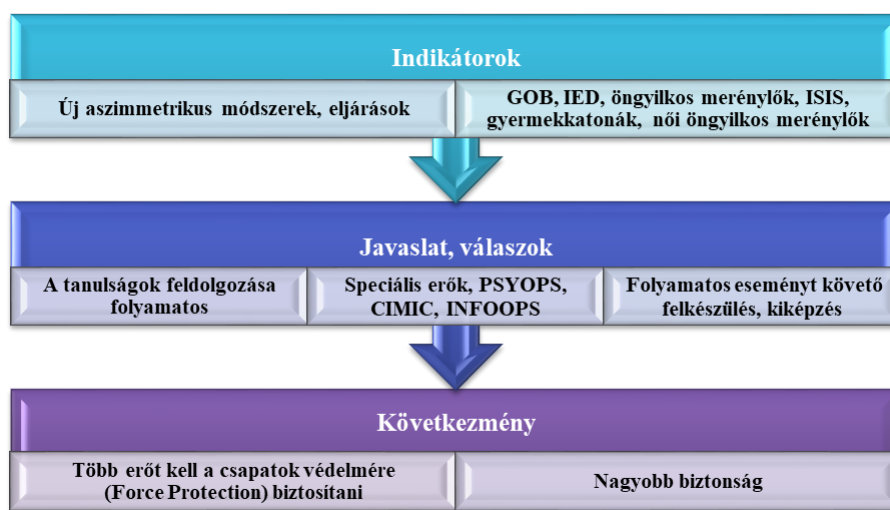 Indikátorok
Új aszimmetrikus módszerek, eljárások
GOB, IED, öngyilkos merénylők, ISIS,
gyermekkatonák, női öngyilkos merénylők
Javaslat, válaszok
A tanulságok feldolgozása
folyamatos
Speciális erők, PSYOPS,
CIMIC, INFOOPS
Folyamatos eseményt követő
felkészülés, kiképzés
Következmény
Több erőt kell a csapatok védelmére
(Force Protection) biztosítani
Nagyobb biztonság